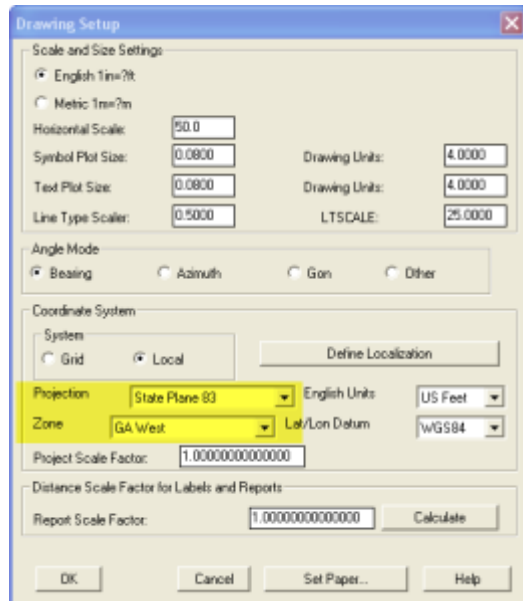 Drawing Setup
Scale and Size Settings
English 1in=?ft
Metric 1m=?m
Horizontal Scale: 50.0
Symbol Plot Size: 0.0800 Drawing Units: 4.0000
Text Plot Size: 0.0800 Drawing Units: 4.0000
Line Type Scaler: 0.5000 LTSCALE: 25.0000
Angle Mode
Bearing Azimuth Gon Other
Coordinate System
System
Grid Local Define Localization
Projection State Plane 83 English Units US Feet
Zone GA West Lat/Lon Datum WGS84
Project Scale Factor: 1.00000000000000
Distance Scale Factor for Labels and Reports
Report Scale Factor: 1.00000000000000 Calculate
OK Cancel Set Paper... Help